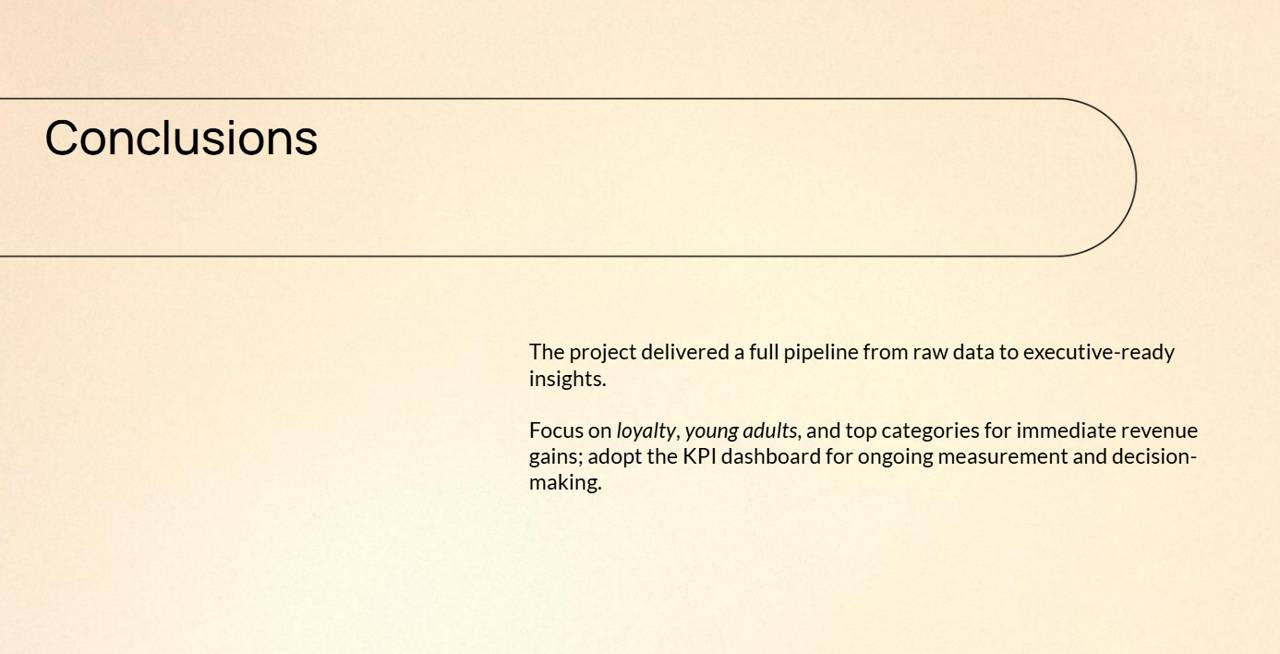 Conclusions
The project delivered a full pipeline from raw data to executive-ready
insights.
Focus on loyalty, young adults, and top categories for immediate revenue
gains; adopt the KPI dashboard for ongoing measurement and decision-
making.